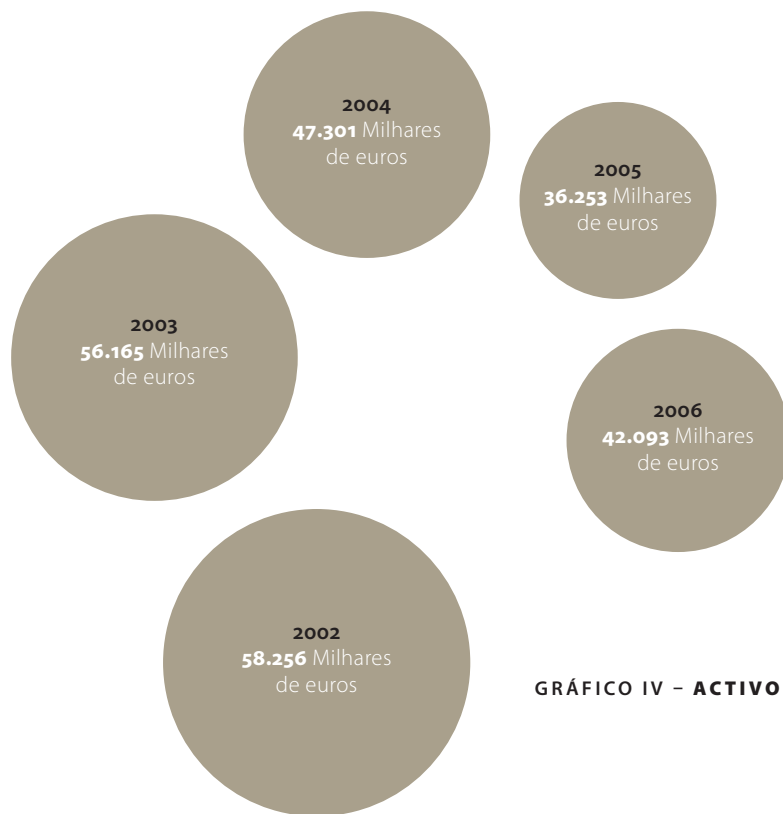 2004
47.301 Milhares
de euros
2005
36.253 Milhares
de euros
2003
56.165 Milhares
de euros
2006
42.093 Milhares
de euros
2002
58.256 Milhares
de euros
GRÁFICO IV – ACTIVO